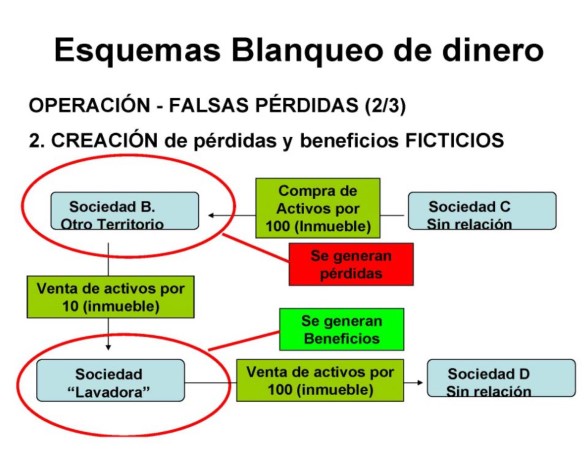 Esquemas Blanqueo de dinero
OPERACIÓN - FALSAS PÉRDIDAS (2/3)
2. CREACIÓN de pérdidas y beneficios FICTICIOS
Sociedad B.
Otro Territorio
Compra de
Activos por
100 (Inmueble)
Sociedad C
Sin relación
Se generan
pérdidas
Venta de activos por
10 (inmueble)
Se generan
Beneficios
Sociedad
“Lavadora”
Venta de activos por
100 (inmueble)
Sociedad D
Sin relación